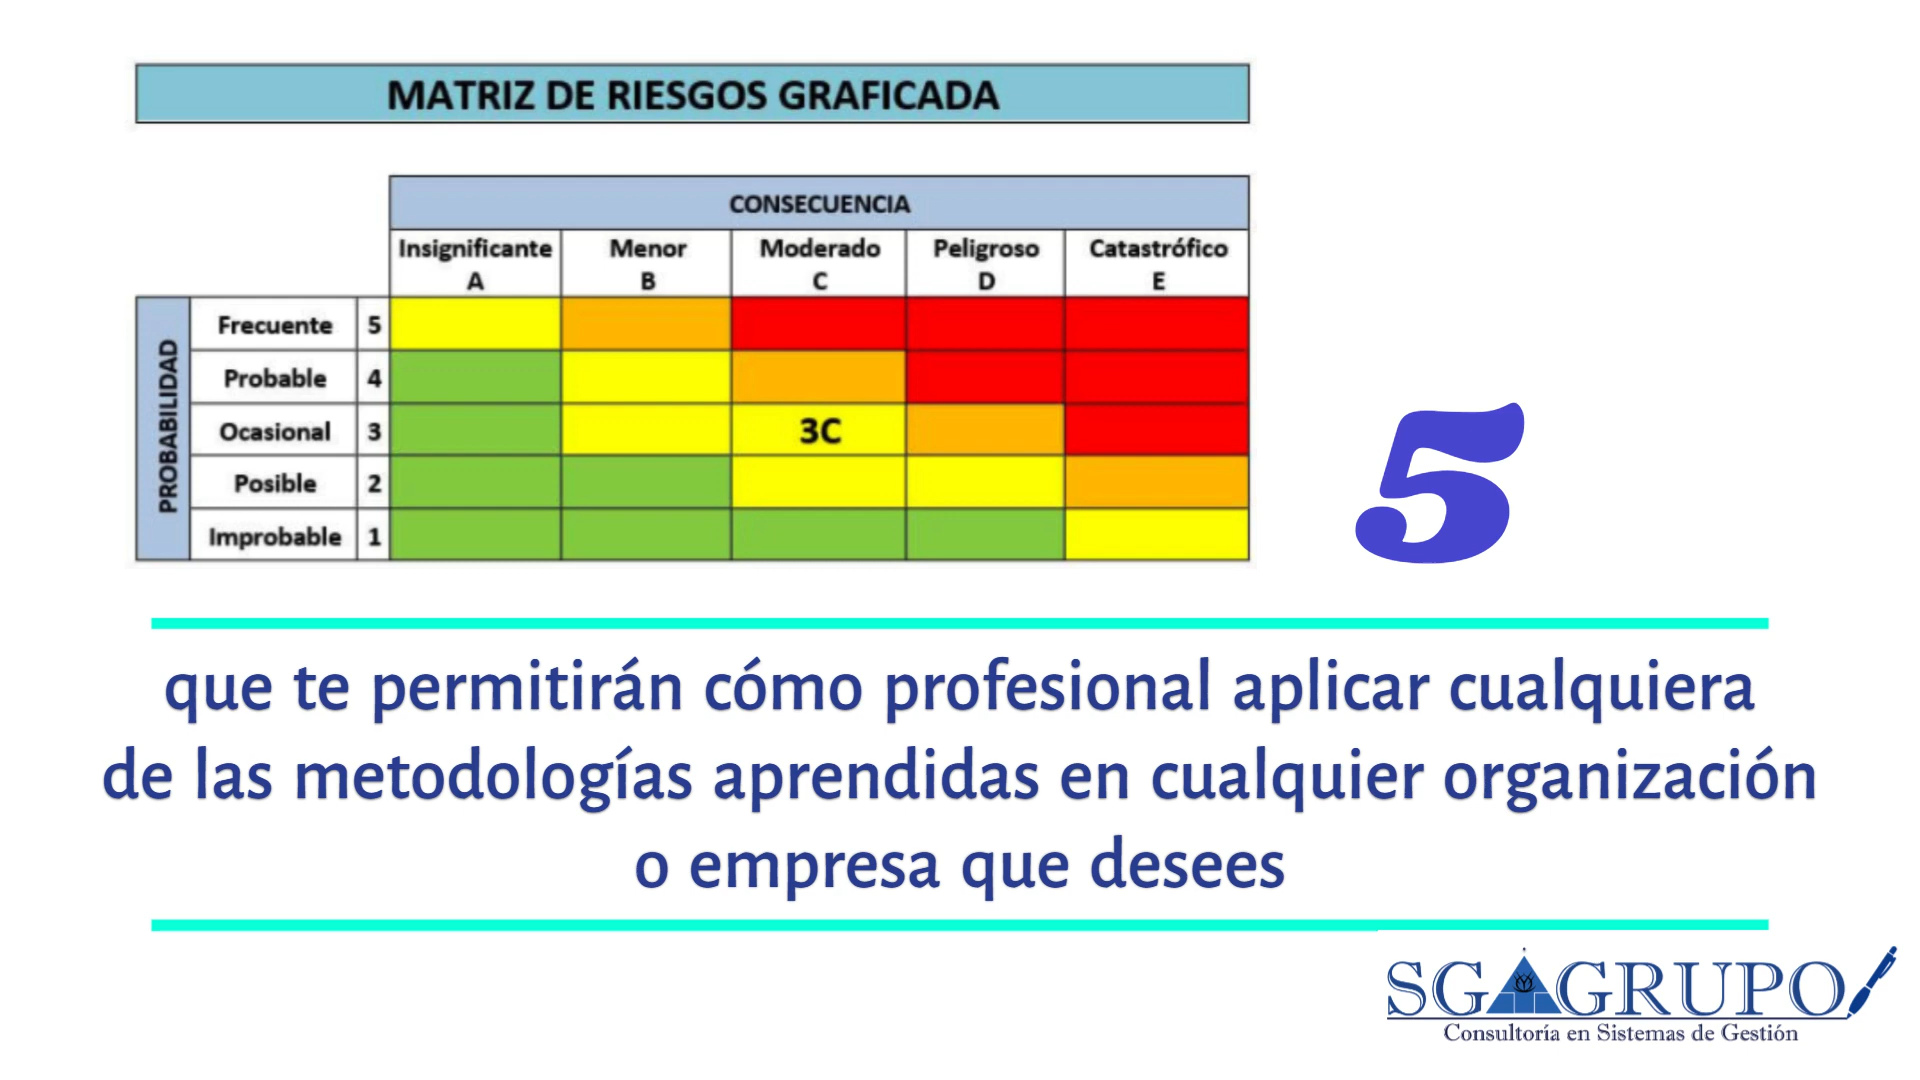 MATRIZ DE RIESGOS GRAFICADA
CONSECUENCIA
Insignificante Menor Moderado Peligroso Catastrófico
A B C D E
PROBABILIDAD
Frecuente 5
Probable 4
Ocasional 3 3C
Posible 2
Improbable 1
5
que te permitirán cómo profesional aplicar cualquiera
de las metodologías aprendidas en cualquier organización
o empresa que desees
SGAGRUPO
Consultoría en Sistemas de Gestión